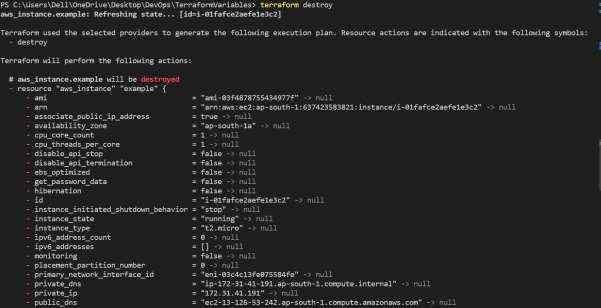 PS C:\Users\Dell\OneDrive\Desktop\DevOps\TerraformVariables> terraform destroy
aws_instance.example: Refreshing state... [id=i-01fafce2aefe1e3c2]
Terraform used the selected providers to generate the following execution plan. Resource actions are indicated with the following symbols:
- destroy
Terraform will perform the following actions:
# aws_instance.example will be destroyed
- resource "aws_instance" "example" {
- ami = "ami-03f4878755434977f" -> null
- arn = "arn:aws:ec2:ap-south-1:637423583821:instance/i-01fafce2aefe1e3c2" -> null
- associate_public_ip_address = true -> null
- availability_zone = "ap-south-1a" -> null
- cpu_core_count = 1 -> null
- cpu_threads_per_core = 1 -> null
- disable_api_stop = false -> null
- disable_api_termination = false -> null
- ebs_optimized = false -> null
- get_password_data = false -> null
- hibernation = false -> null
- id = "i-01fafce2aefe1e3c2" -> null
- instance_initiated_shutdown_behavior = "stop" -> null
- instance_state = "running" -> null
- instance_type = "t2.micro" -> null
- ipv6_address_count = 0 -> null
- ipv6_addresses = [] -> null
- monitoring = false -> null
- placement_partition_number = 0 -> null
- primary_network_interface_id = "eni-03c4c13fe075584fe" -> null
- private_dns = "ip-172-31-41-191.ap-south-1.compute.internal" -> null
- private_ip = "172.31.41.191" -> null
- public_dns = "ec2-13-126-53-242.ap-south-1.compute.amazonaws.com" -> null